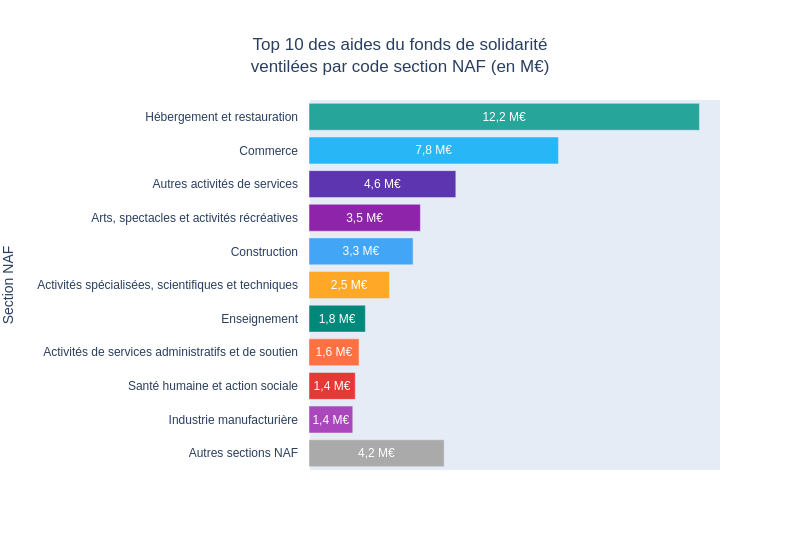 Top 10 des aides du fonds de solidarité
ventilées par code section NAF (en M€)
Section NAF
Hébergement et restauration 12,2 M€
Commerce 7,8 M€
Autres activités de services 4,6 M€
Arts, spectacles et activités récréatives 3,5 M€
Construction 3,3 M€
Activités spécialisées, scientifiques et techniques 2,5 M€
Enseignement 1,8 M€
Activités de services administratifs et de soutien 1,6 M€
Santé humaine et action sociale 1,4 M€
Industrie manufacturière 1,4 M€
Autres sections NAF 4,2 M€